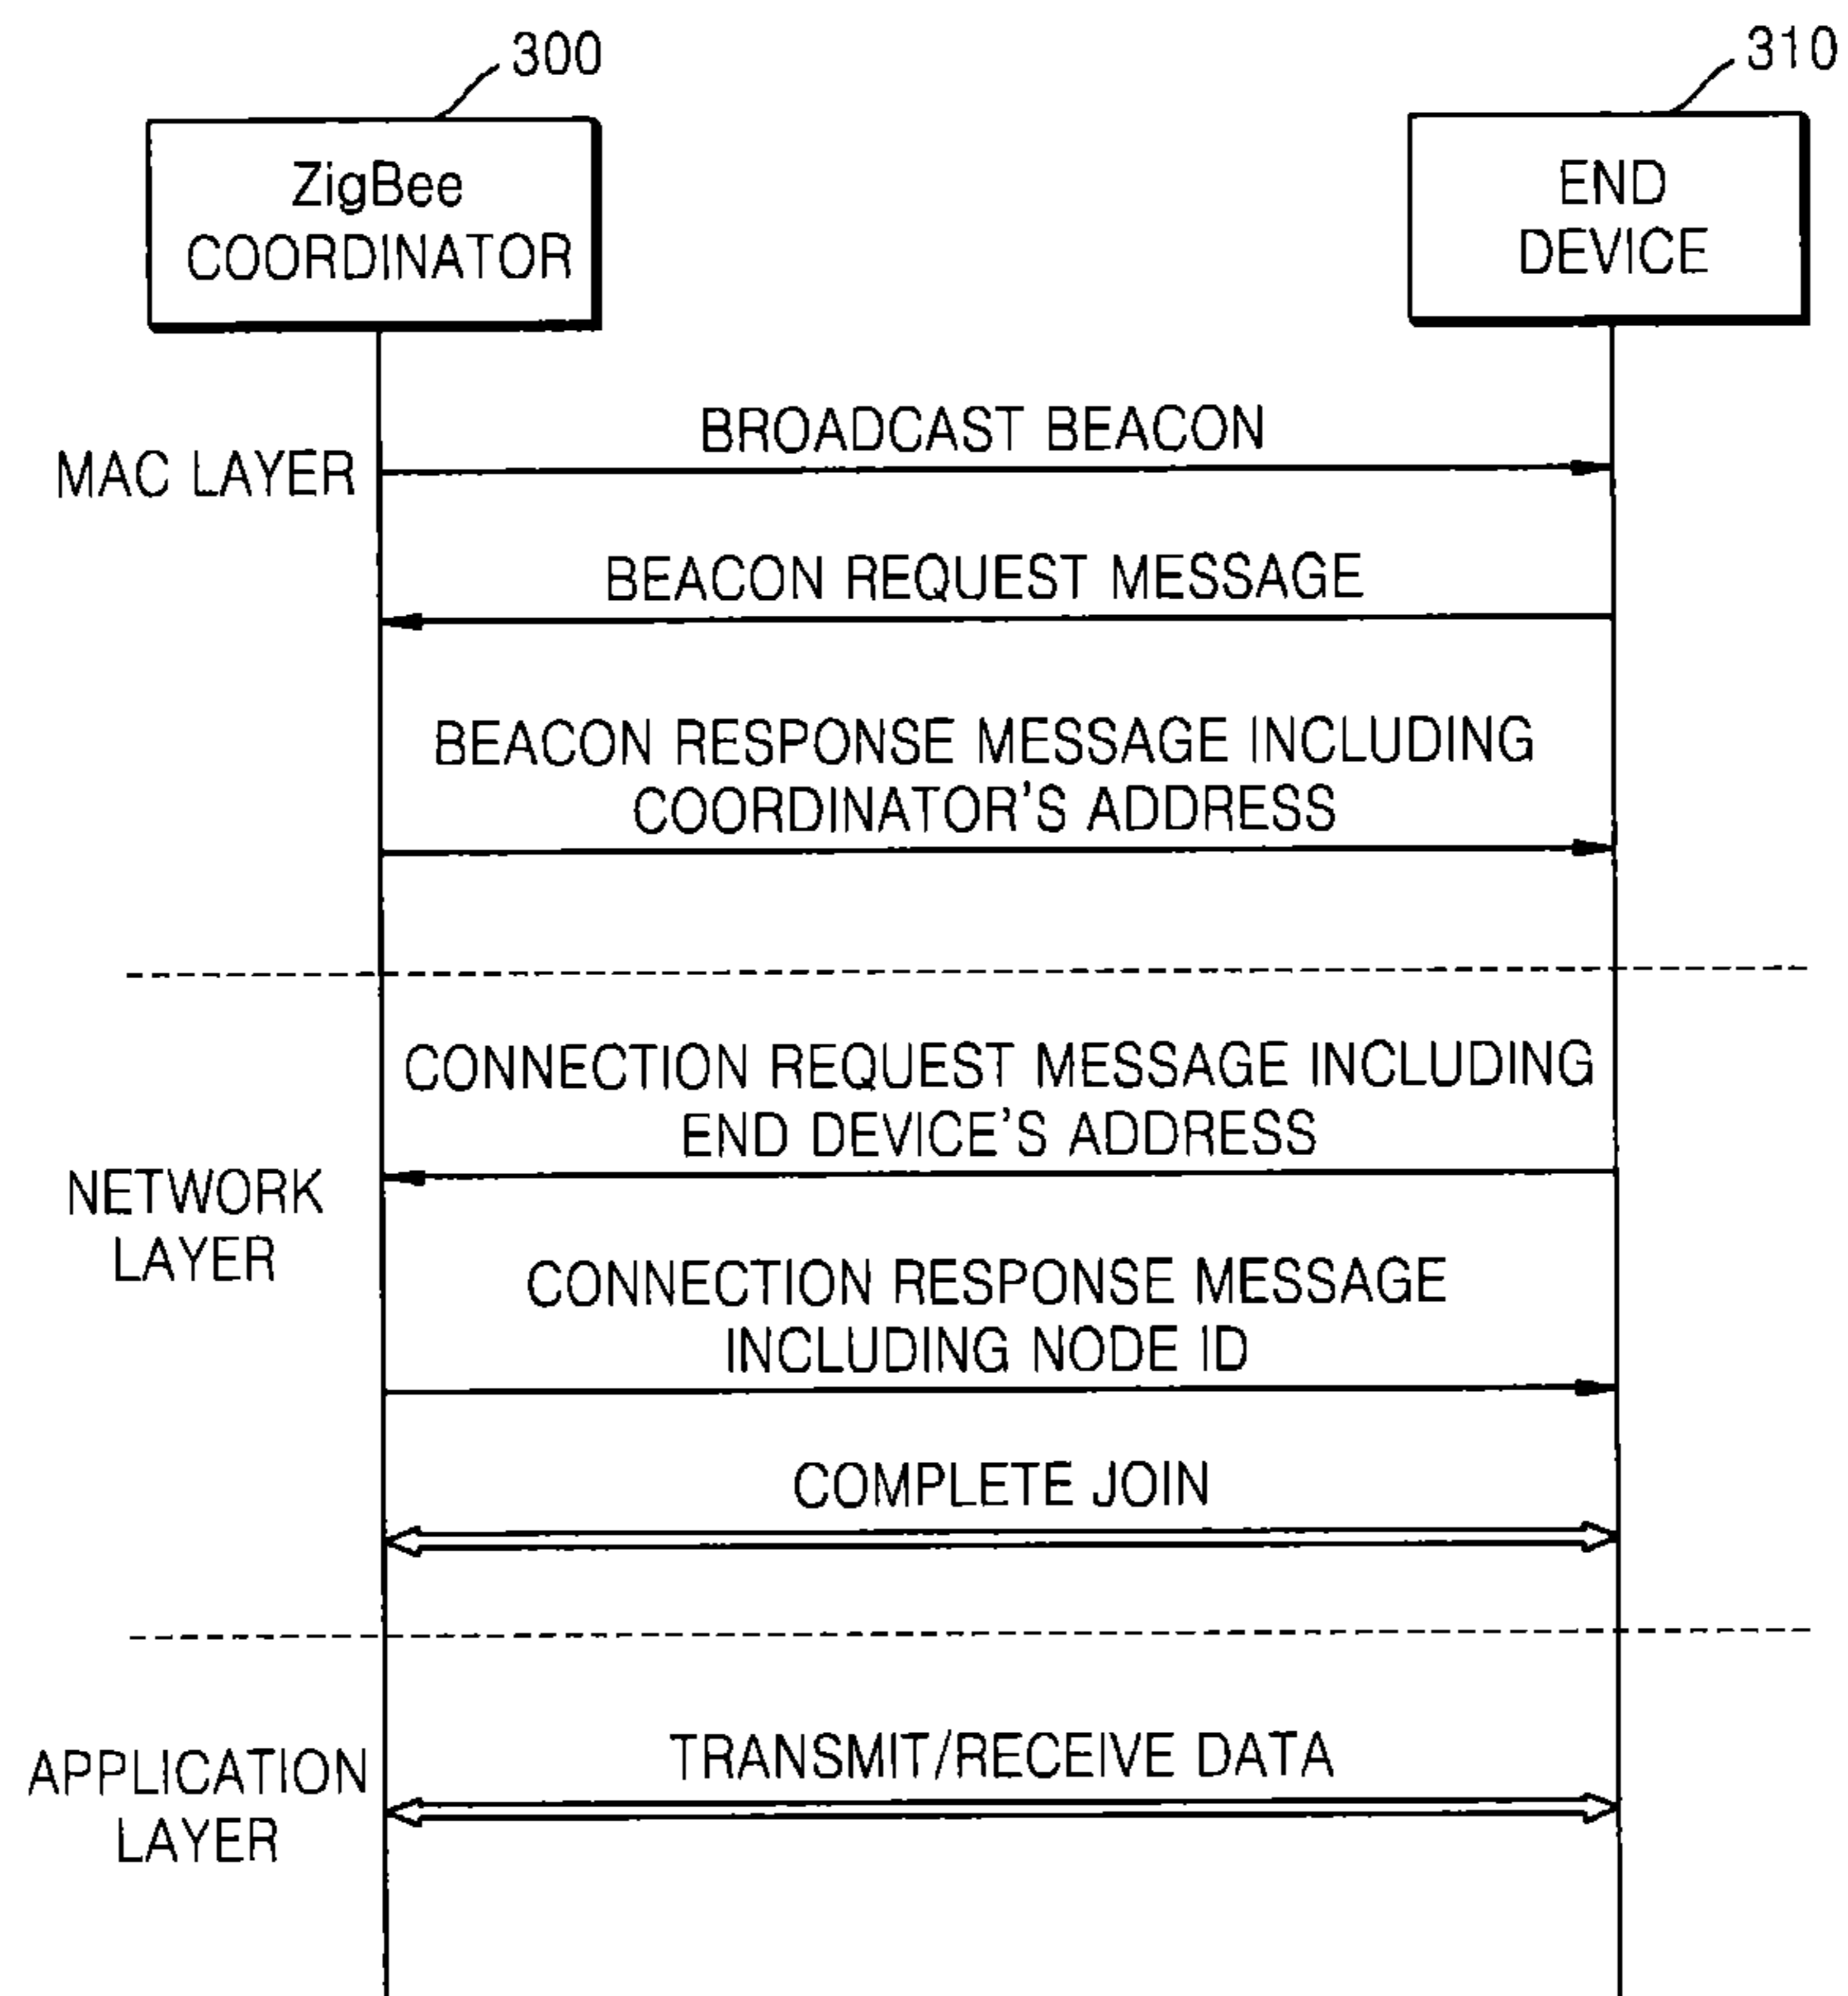 300
310
ZigBee
COORDINATOR
END
DEVICE
MAC LAYER
BROADCAST BEACON
BEACON REQUEST MESSAGE
BEACON RESPONSE MESSAGE INCLUDING
COORDINATOR'S ADDRESS
NETWORK
LAYER
CONNECTION REQUEST MESSAGE INCLUDING
END DEVICE'S ADDRESS
CONNECTION RESPONSE MESSAGE
INCLUDING NODE ID
COMPLETE JOIN
APPLICATION
LAYER
TRANSMIT/RECEIVE DATA